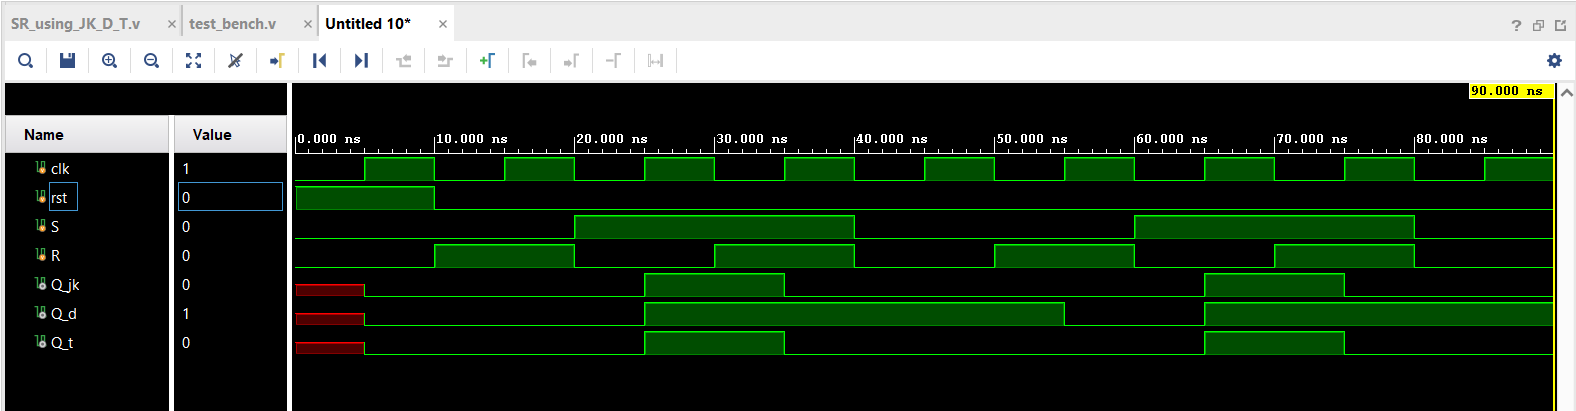 SR_using_JK_D_T.v × test_bench.v × Untitled 10* ×
?
90.000 ns
Name Value
0.000 ns 10.000 ns 20.000 ns 30.000 ns 40.000 ns 50.000 ns 60.000 ns 70.000 ns 80.000 ns
clk 1
rst 0
S 0
R 0
Q_jk 0
Q_d 1
Q_t 0